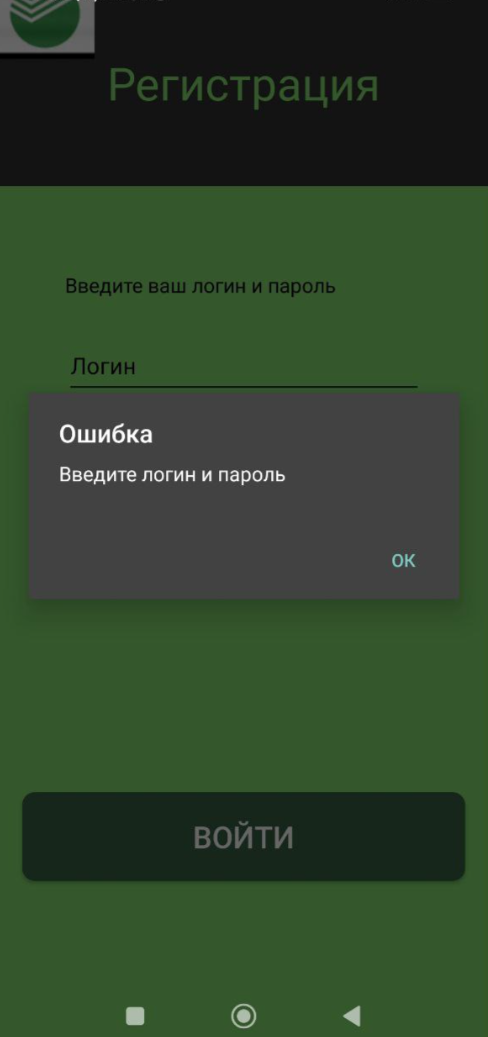 Регистрация
Введите ваш логин и пароль
Логин
Ошибка
Введите логин и пароль
ОК
ВОЙТИ